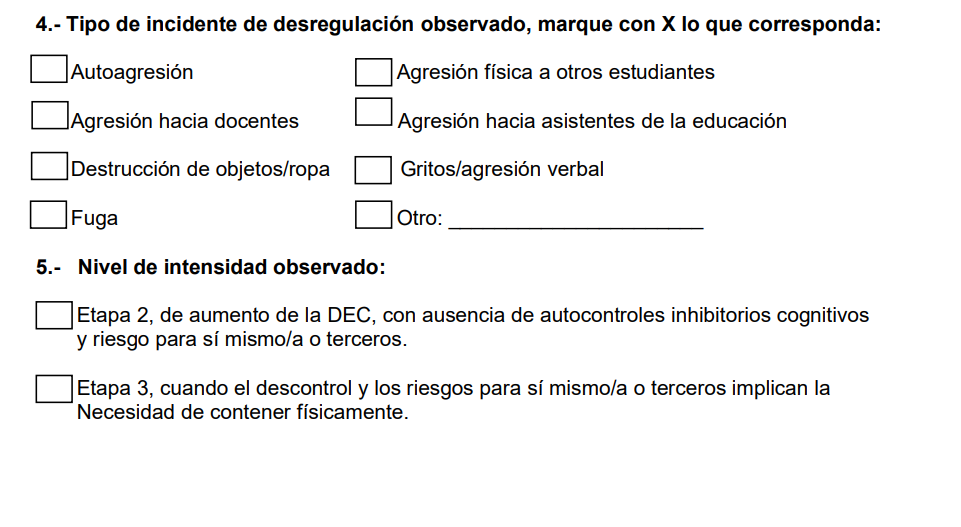 4.- Tipo de incidente de desregulación observado, marque con X lo que corresponda:
Autoagresión Agresión física a otros estudiantes
Agresión hacia docentes Agresión hacia asistentes de la educación
Destrucción de objetos/ropa Gritos/agresión verbal
Fuga Otro: ______________________
5.- Nivel de intensidad observado:
Etapa 2, de aumento de la DEC, con ausencia de autocontroles inhibitorios cognitivos
y riesgo para sí mismo/a o terceros.
Etapa 3, cuando el descontrol y los riesgos para sí mismo/a o terceros implican la
Necesidad de contener físicamente.